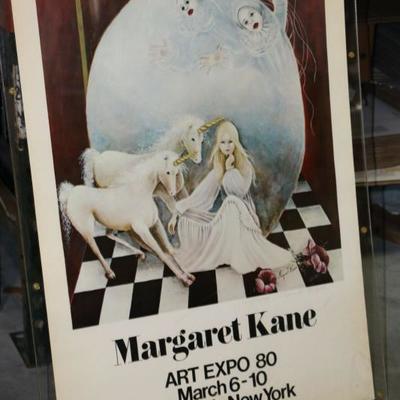 Margaret Kane
ART EXPO 80
March 6-10
New York